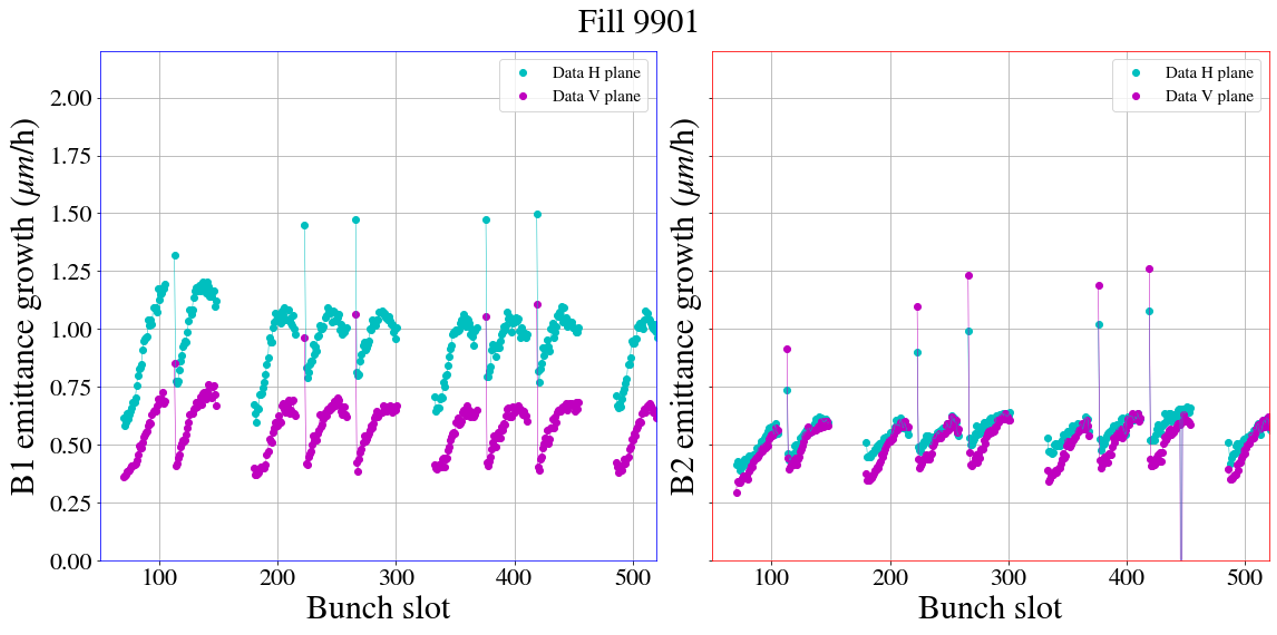 Fill 9901
B1 emittance growth (μm/h)
2.00
1.75
1.50
1.25
1.00
0.75
0.50
0.25
0.00
100 200 300 400 500
Bunch slot
Data H plane
Data V plane
B2 emittance growth (μm/h)
100 200 300 400 500
Bunch slot
Data H plane
Data V plane